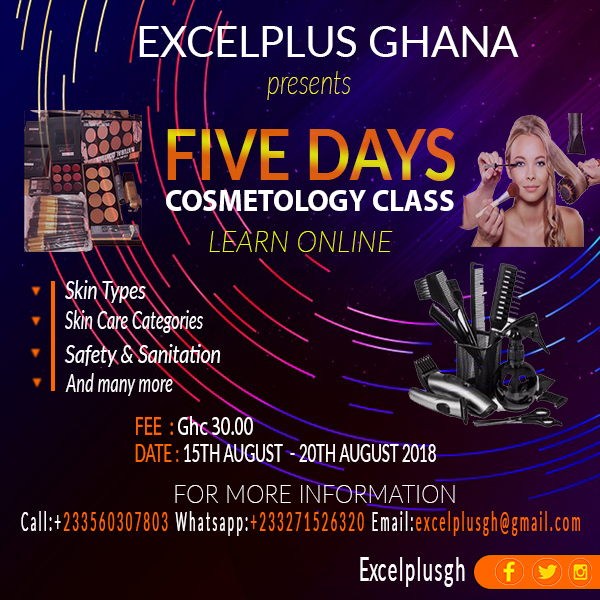 EXCELPLUS GHANA
presents
FIVE DAYS
COSMETOLOGY CLASS
LEARN ONLINE
Skin Types
Skin Care Categories
Safety & Sanitation
And many more
FEE : Ghc 30.00
DATE : 15TH AUGUST - 20TH AUGUST 2018
FOR MORE INFORMATION
Call:+233560307803 Whatsapp:+233271526320 Email:excelplusgh@gmail.com
Excelplusgh